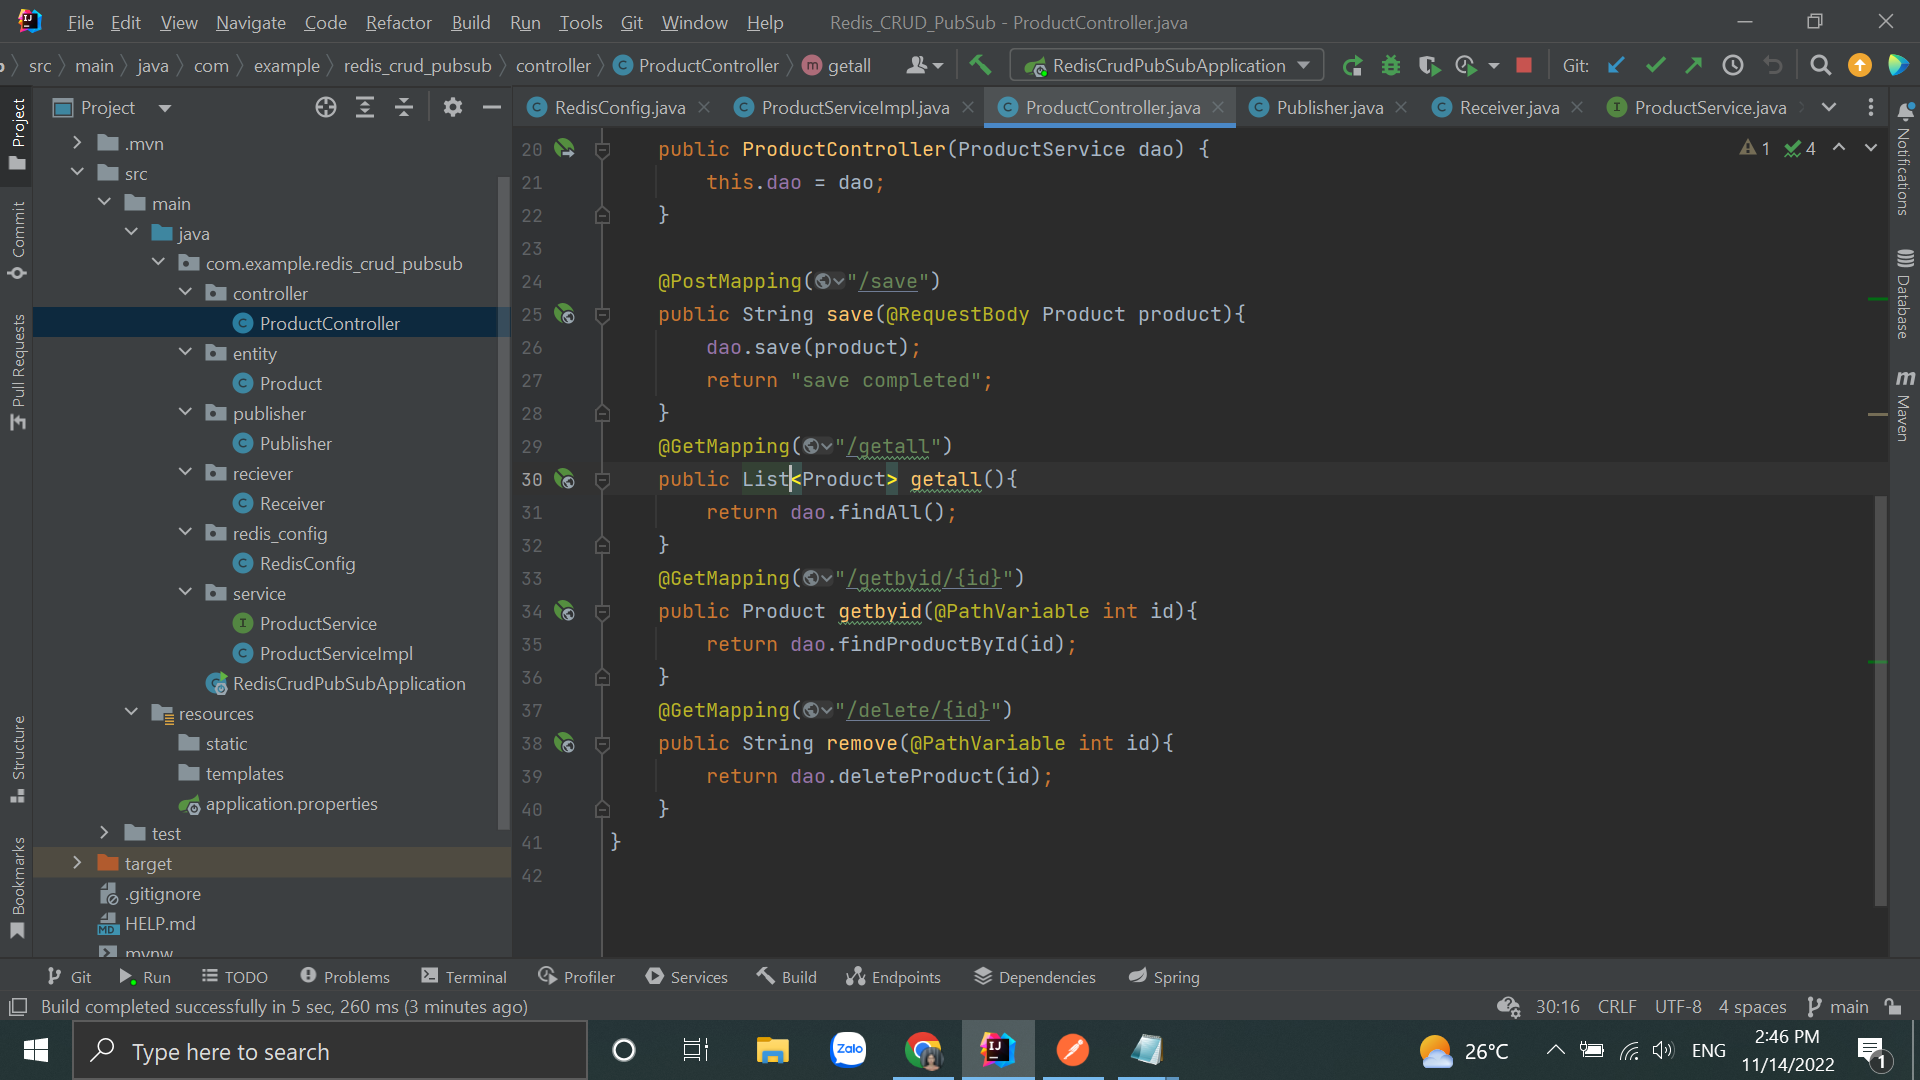 File Edit View Navigate Code Refactor Build Run Tools Git Window Help Redis_CRUD_PubSub - ProductController.java
src main java com example redis_crud_pubsub controller ProductController getall RedisCrudPubSubApplication Git:
Project
RedisConfig.java ProductServiceImpl.java ProductController.java Publisher.java Receiver.java ProductService.java
Project
Commit
Pull Requests
Structure
Bookmarks
.mvn
src
main
java
com.example.redis_crud_pubsub
controller
ProductController
entity
Product
publisher
Publisher
reciever
Receiver
redis_config
RedisConfig
service
ProductService
ProductServiceImpl
RedisCrudPubSubApplication
resources
static
templates
application.properties
test
target
.gitignore
HELP.md
mvnw
20 public ProductController(ProductService dao) {
21 this.dao = dao;
22 }
23
24 @PostMapping("/save")
25 public String save(@RequestBody Product product){
26 dao.save(product);
27 return "save completed";
28 }
29 @GetMapping("/getall")
30 public List<Product> getall(){
31 return dao.findAll();
32 }
33 @GetMapping("/getbyid/{id}")
34 public Product getbyid(@PathVariable int id){
35 return dao.findProductById(id);
36 }
37 @GetMapping("/delete/{id}")
38 public String remove(@PathVariable int id){
39 return dao.deleteProduct(id);
40 }
41 }
42
1 4
Notifications
Database
Maven
Git Run TODO Problems Terminal Profiler Services Build Endpoints Dependencies Spring
Build completed successfully in 5 sec, 260 ms (3 minutes ago) 30:16 CRLF UTF-8 4 spaces main
Type here to search Zalo 26°C ENG 2:46 PM
11/14/2022 1